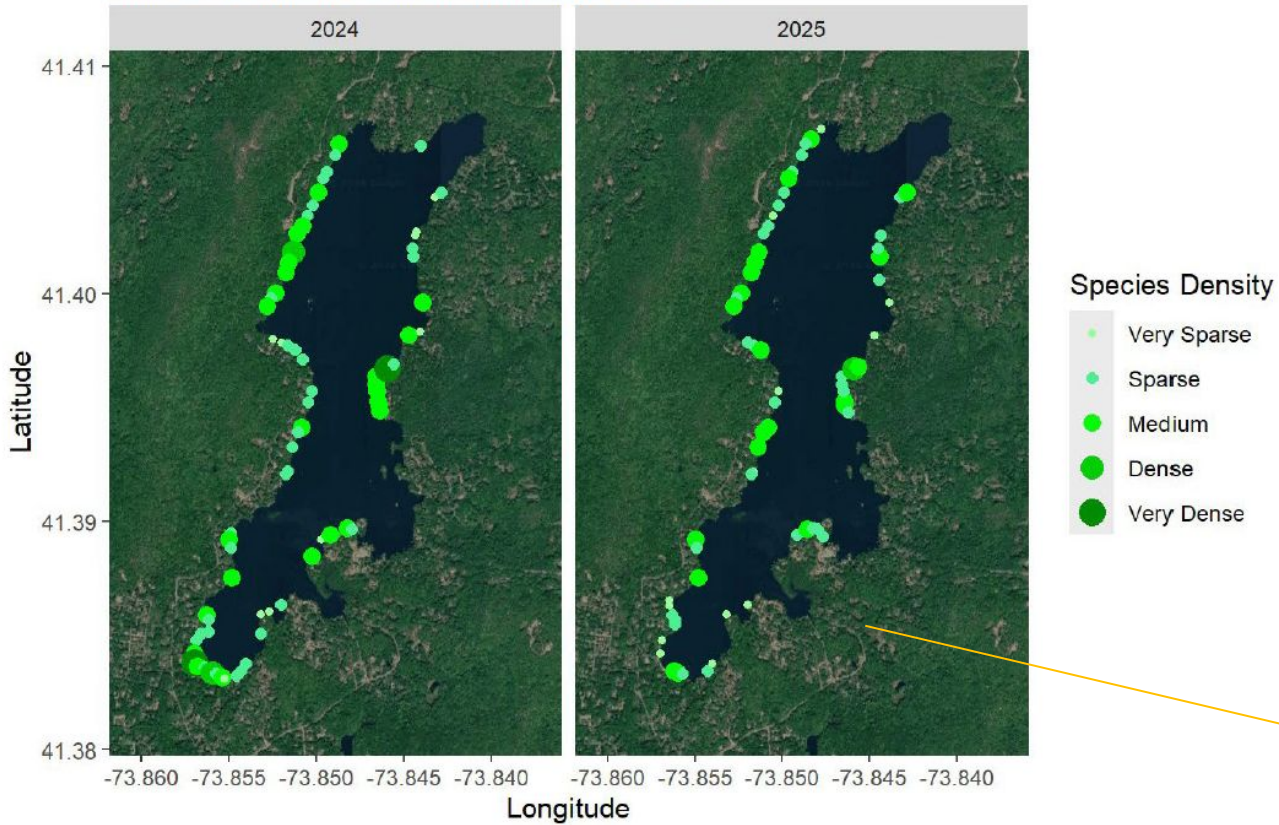 2024
2025
41.41
41.40
41.39
41.38
Latitude
-73.860
-73.855
-73.850
-73.845
-73.840
-73.860
-73.855
-73.850
-73.845
-73.840
Longitude
Species Density
Very Sparse
Sparse
Medium
Dense
Very Dense